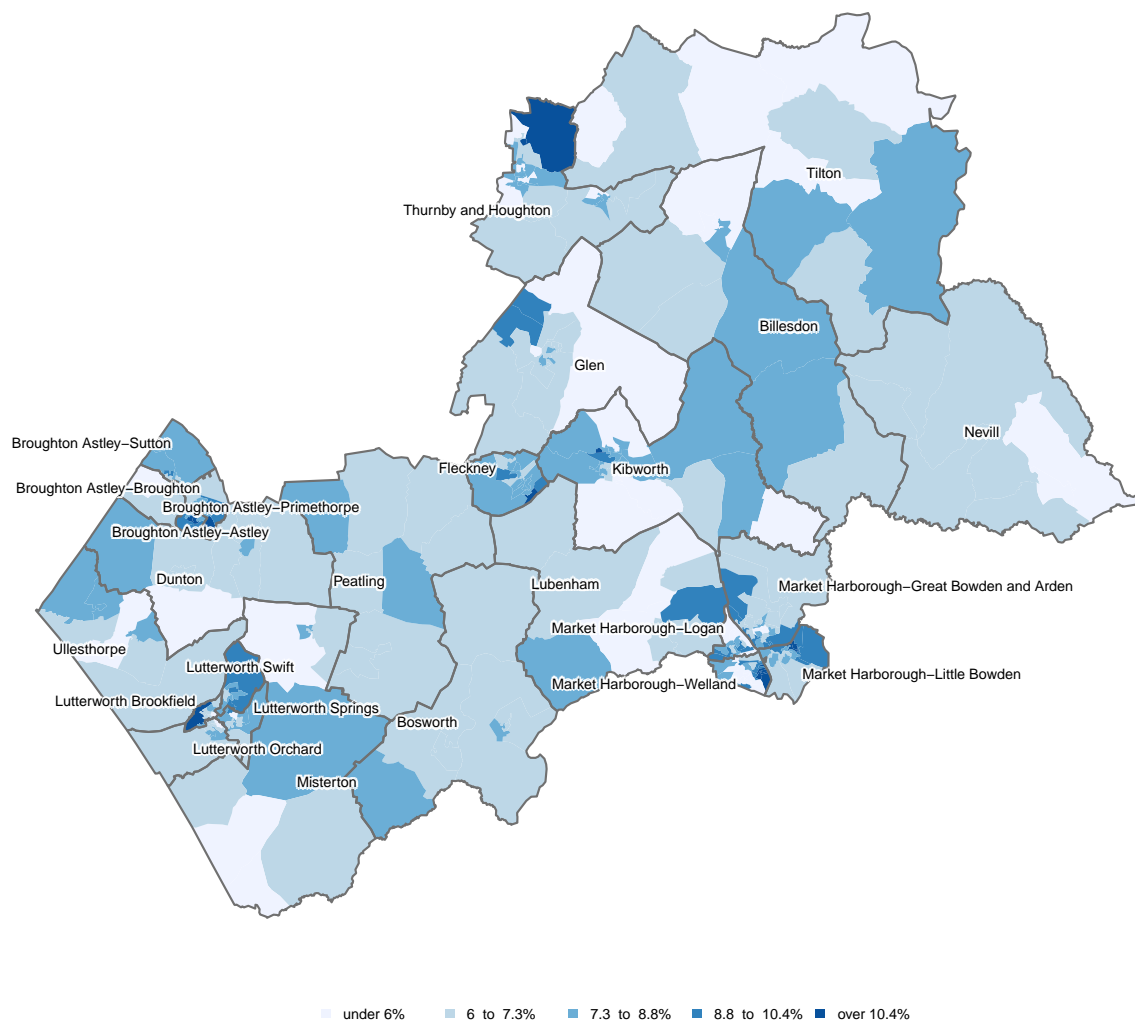 Tilton
Thurnby and Houghton
Billesdon
Glen
Nevill
Broughton Astley−Sutton
Fleckney
Kibworth
Broughton Astley−Broughton
Broughton Astley−Primethorpe
Broughton Astley−Astley
Dunton
Peatling
Lubenham
Market Harborough−Great Bowden and Arden
Market Harborough−Logan
Ullesthorpe
Lutterworth Swift
Market Harborough−Little Bowden
Market Harborough−Welland
Lutterworth Brookfield
Lutterworth Springs
Bosworth
Lutterworth Orchard
Misterton
under 6% 6 to 7.3% 7.3 to 8.8% 8.8 to 10.4% over 10.4%